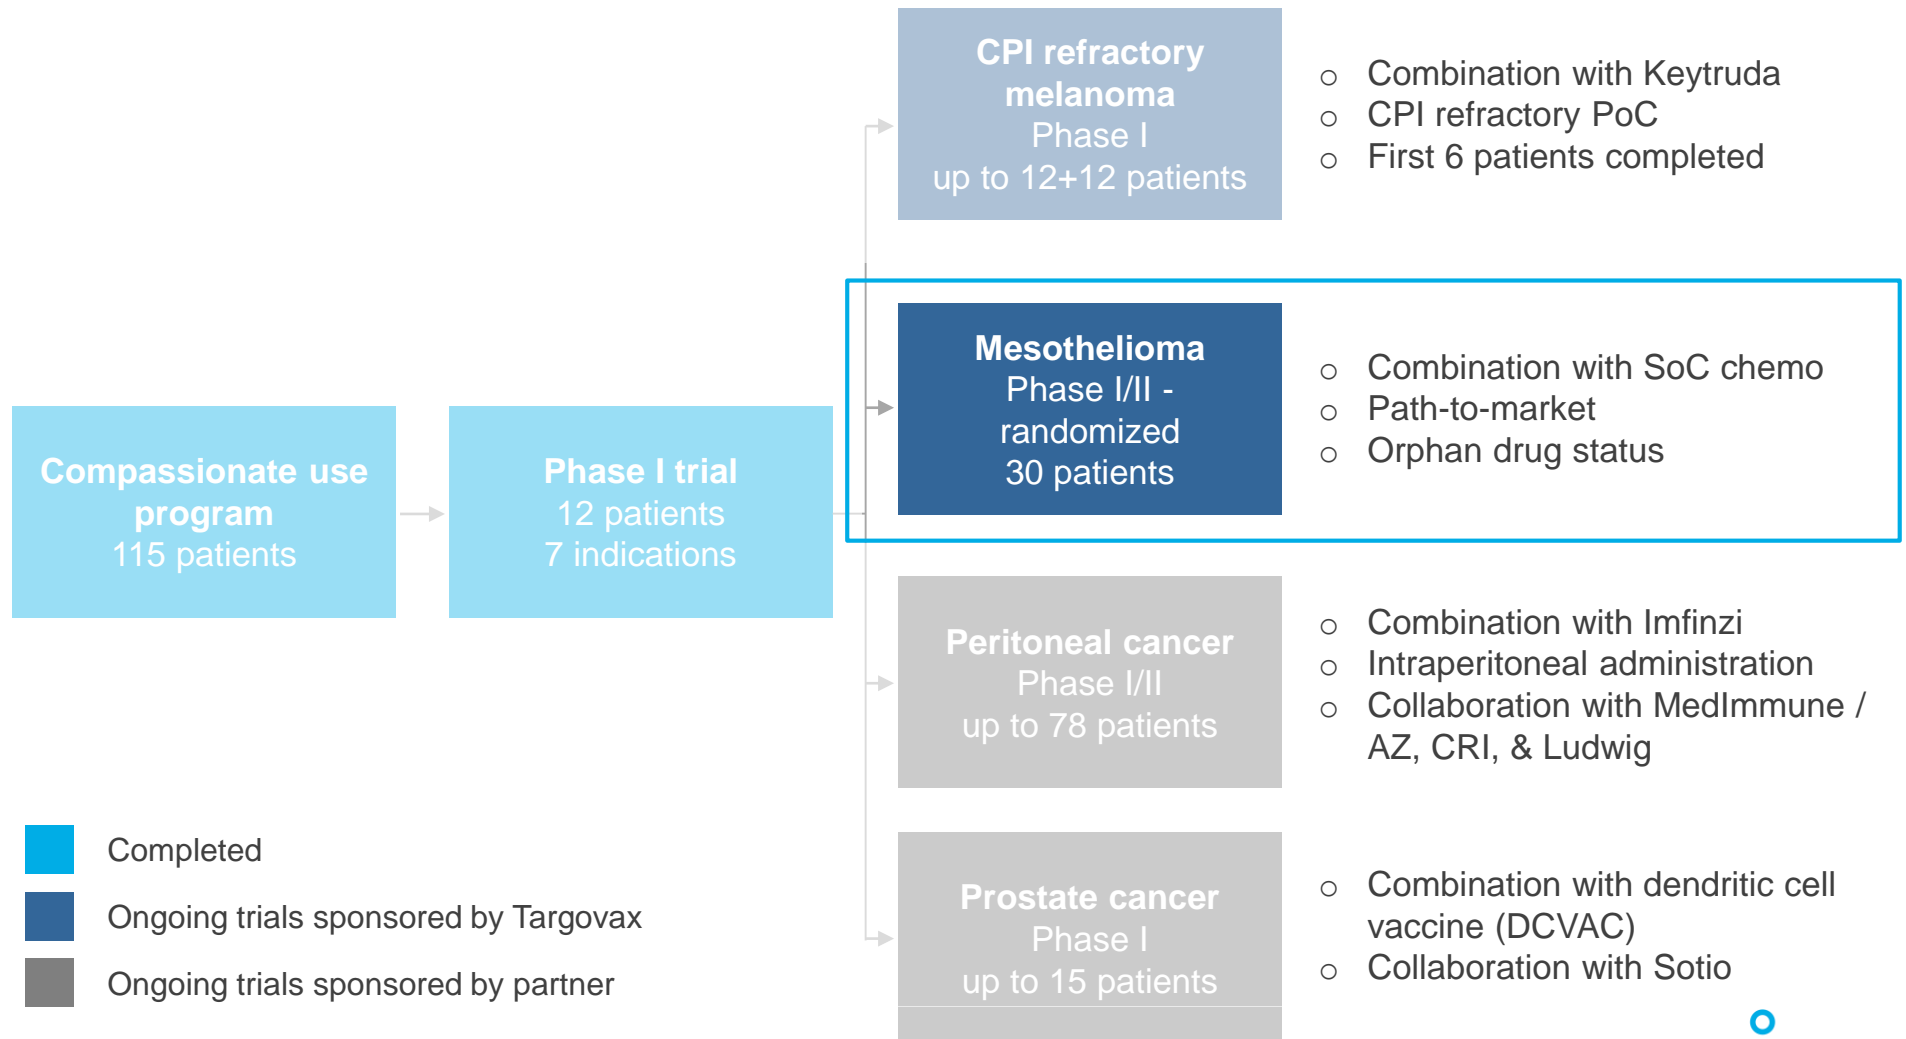 CPI refractory
melanoma
Phase I
up to 12+12 patients
o Combination with Keytruda
o CPI refractory PoC
o First 6 patients completed
Mesothelioma
Phase I/II -
randomized
30 patients
o Combination with SoC chemo
o Path-to-market
o Orphan drug status
Compassionate use
program
115 patients
Phase I trial
12 patients
7 indications
Peritoneal cancer
Phase I/II
up to 78 patients
o Combination with Imfinzi
o Intraperitoneal administration
o Collaboration with MedImmune /
AZ, CRI, & Ludwig
Prostate cancer
Phase I
up to 15 patients
o Combination with dendritic cell
vaccine (DCVAC)
o Collaboration with Sotio
Completed
Ongoing trials sponsored by Targovax
Ongoing trials sponsored by partner